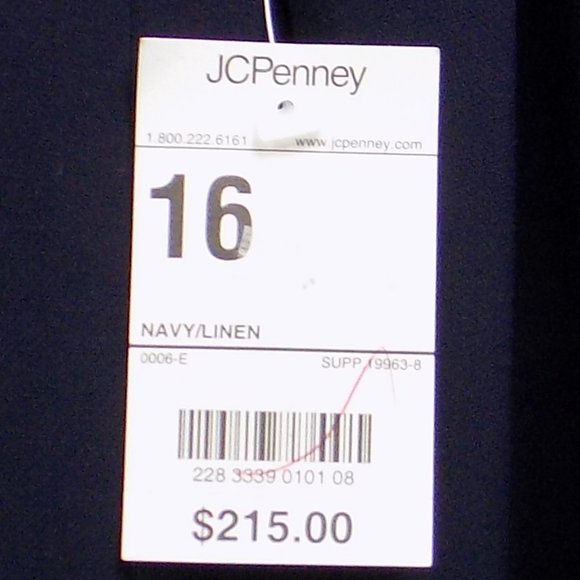 JCPenney
1.800.222.6161 www.jcpenney.com
16
NAVY/LINEN
0006-E SUPP 19963-8
228 3339 0101 08
$215.00